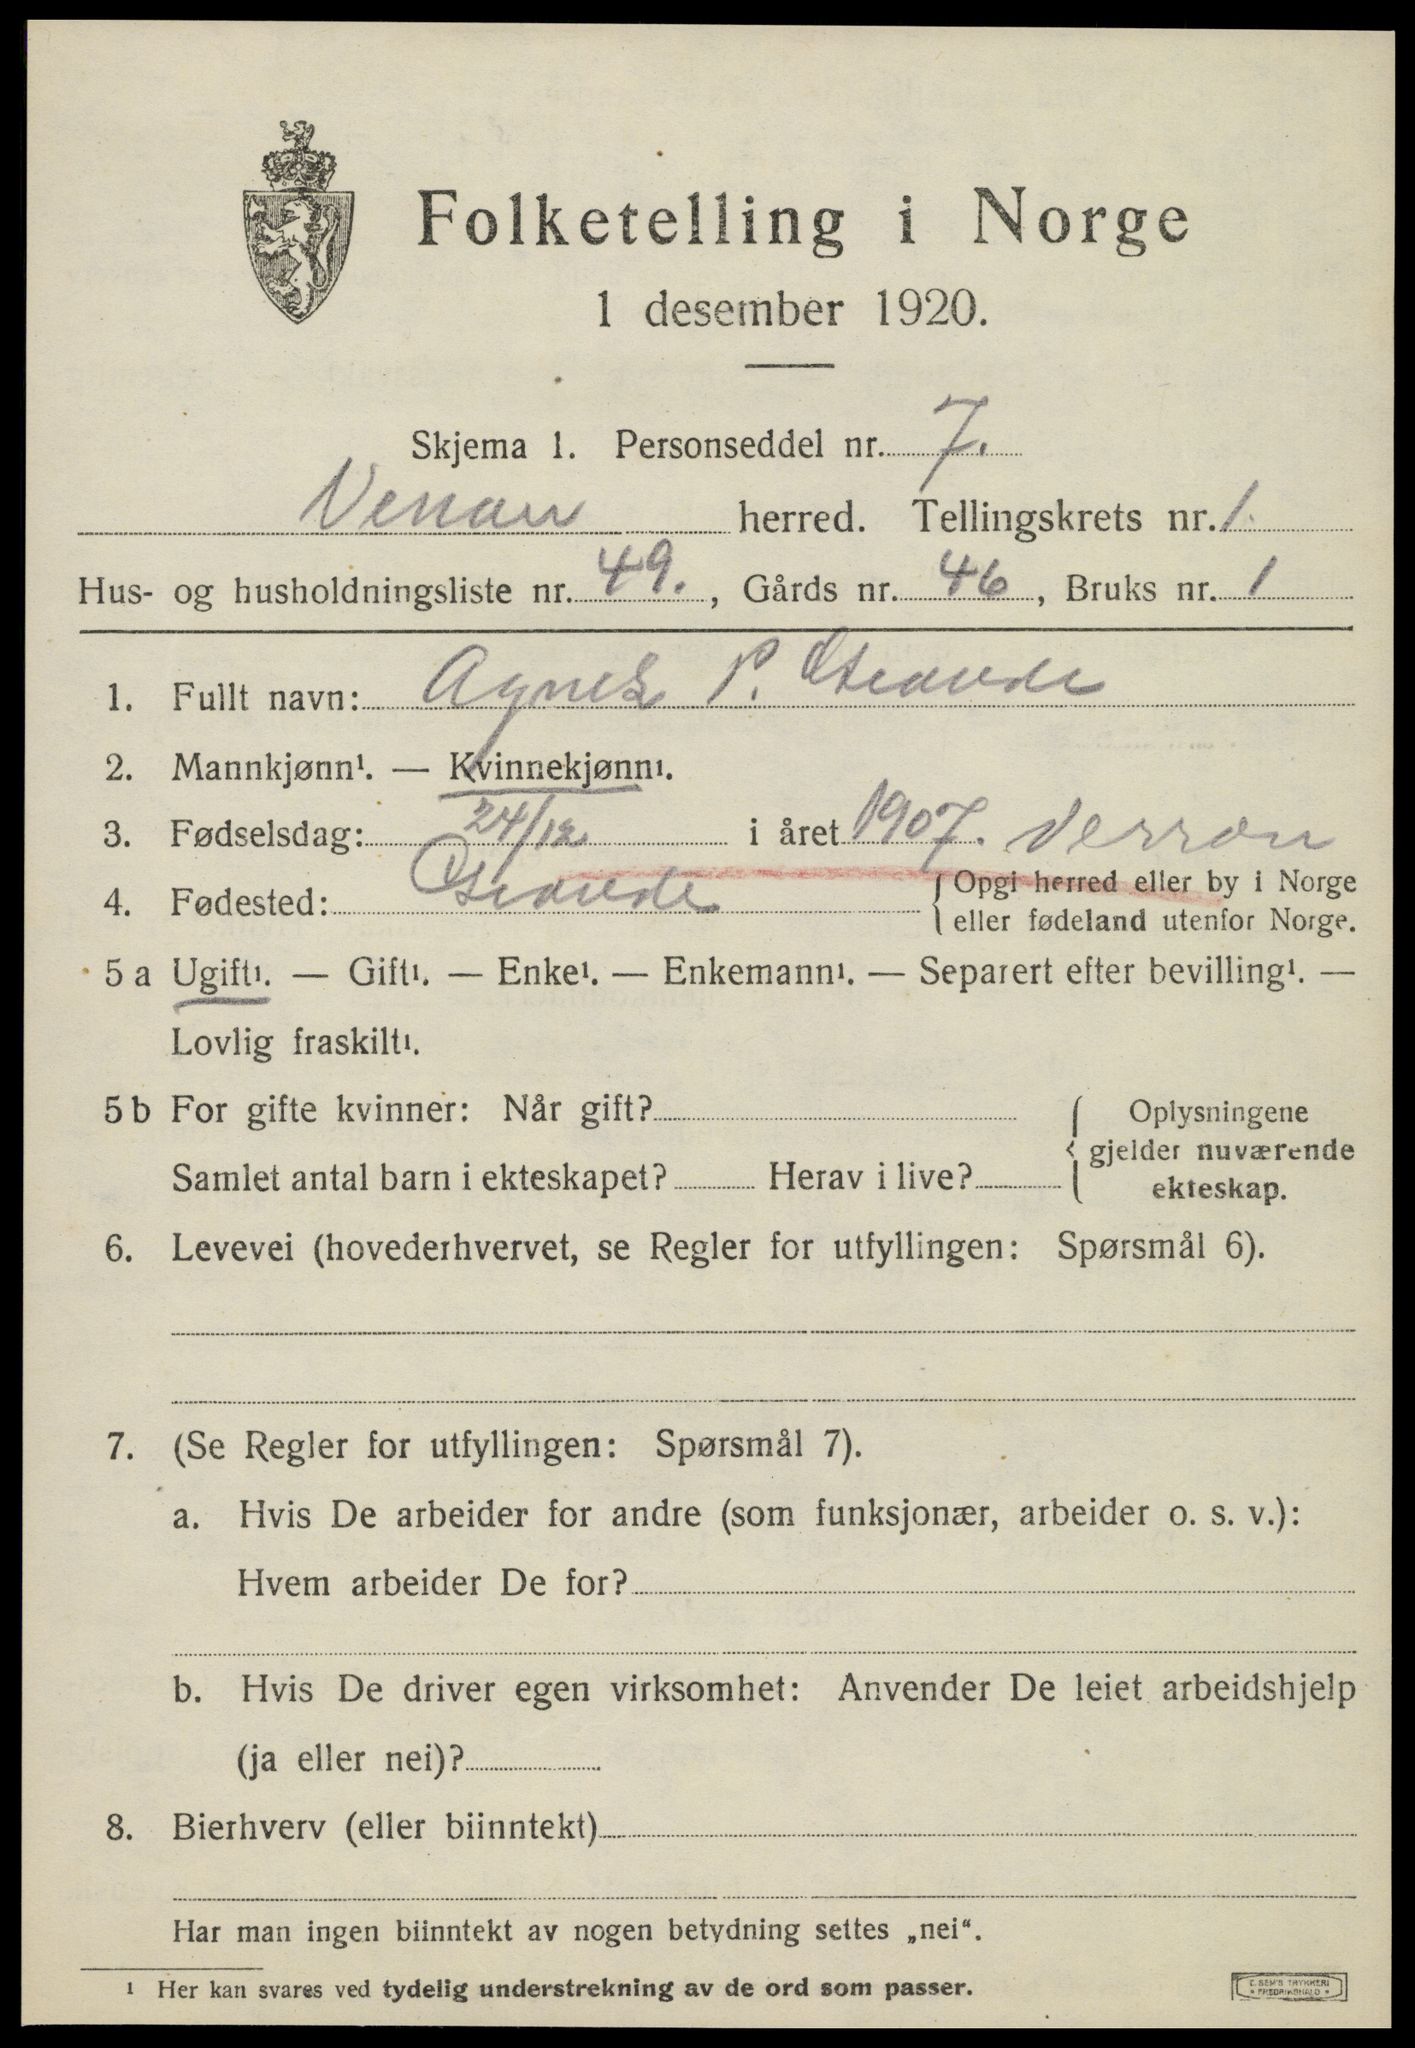 Folketelling i Norge
1 desember 1920.
Skjema 1. Personseddel nr. 7.
Verran herred. Tellingskrets nr. 1.
Hus- og husholdningsliste nr. 49., Gårds nr. 46, Bruks nr. 1
1. Fullt navn: Agnes P. Strande
2. Mannkjønn¹. — Kvinnekjønn¹.
3. Fødselsdag: 24/12 i året 1907. Verran
4. Fødested: Strande { Opgi herred eller by i Norge
eller fødeland utenfor Norge.
5 a Ugift¹. — Gift¹. — Enke¹. — Enkemann¹. — Separert efter bevilling¹. —
Lovlig fraskilt¹.
5 b For gifte kvinner: Når gift? { Oplysningene
gjelder nuværende
Samlet antal barn i ekteskapet? Herav i live? ekteskap.
6. Levevei (hovederhvervet, se Regler for utfyllingen: Spørsmål 6).
7. (Se Regler for utfyllingen: Spørsmål 7).
a. Hvis De arbeider for andre (som funksjonær, arbeider o. s. v.):
Hvem arbeider De for?
b. Hvis De driver egen virksomhet: Anvender De leiet arbeidshjelp
(ja eller nei)?
8. Bierhverv (eller biinntekt)
Har man ingen biinntekt av nogen betydning settes „nei“.
¹ Her kan svares ved tydelig understrekning av de ord som passer.
E. SEM'S TRYKKERI
• FREDRIKSHALD •